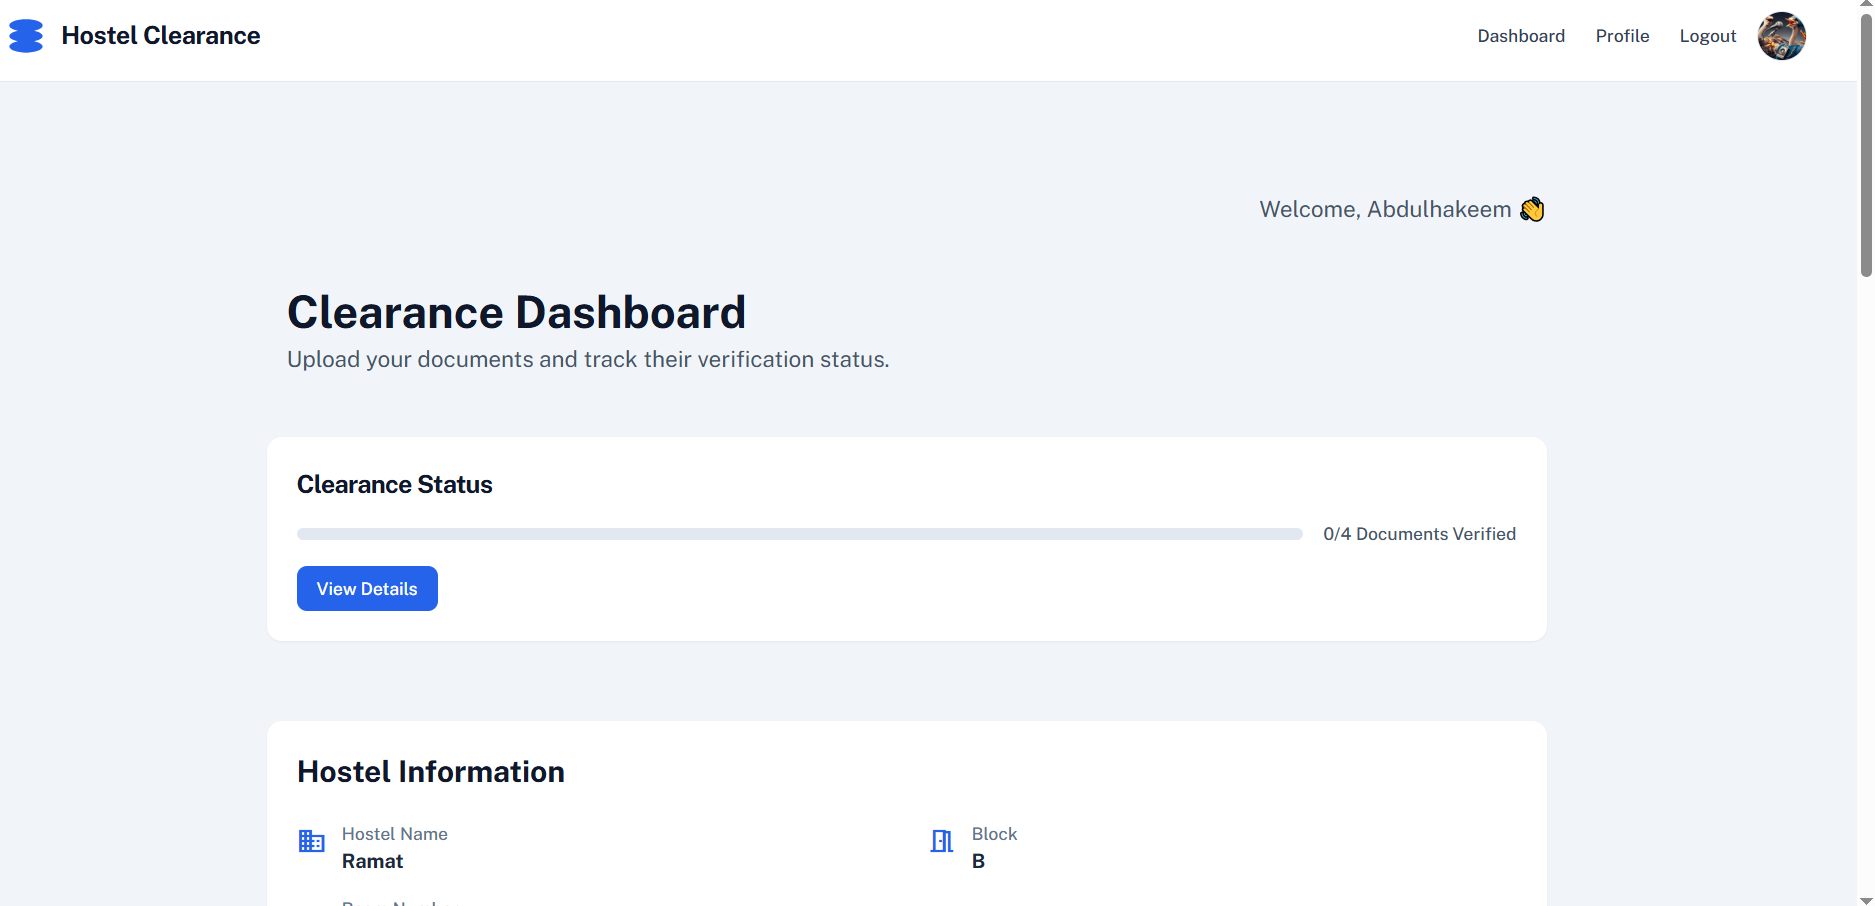 Hostel Clearance
Dashboard Profile Logout
Welcome, Abdulhakeem 👋
Clearance Dashboard
Upload your documents and track their verification status.
Clearance Status
0/4 Documents Verified
View Details
Hostel Information
Hostel Name
Ramat
Block
B